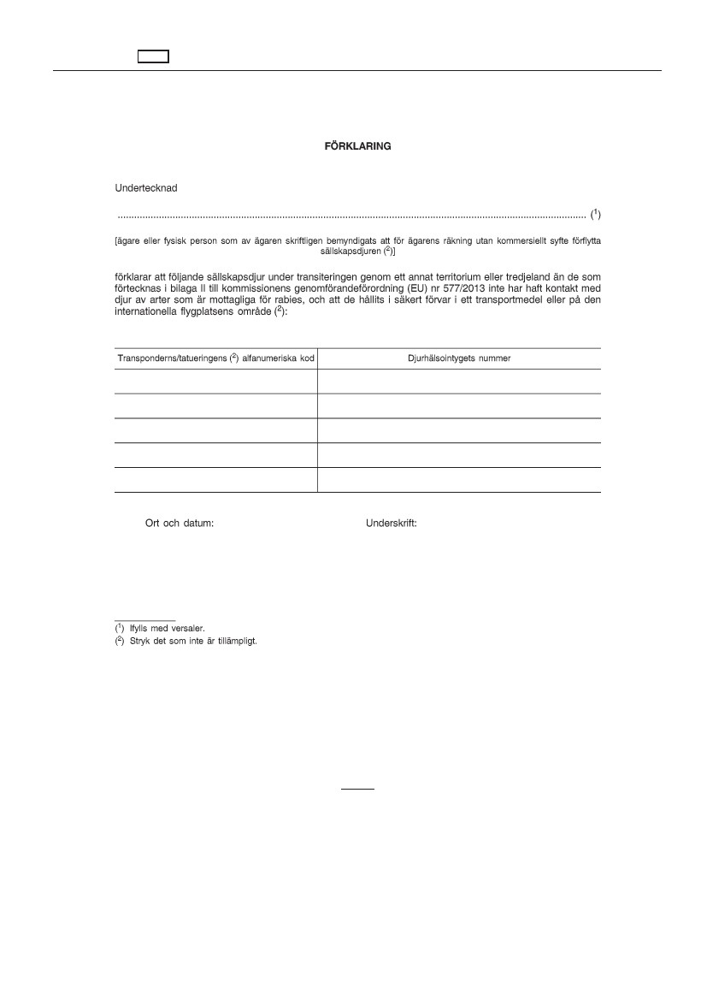 FÖRKLARING
Undertecknad
................................................................................................................................................................................ (1)
[ägare eller fysisk person som av ägaren skriftligen bemyndigats att för ägarens räkning utan kommersiellt syfte förflytta
sällskapsdjuren (2)]
förklarar att följande sällskapsdjur under transiteringen genom ett annat territorium eller tredjeland än de som
förtecknas i bilaga II till kommissionens genomförandeförordning (EU) nr 577/2013 inte har haft kontakt med
djur av arter som är mottagliga för rabies, och att de hållits i säkert förvar i ett transportmedel eller på den
internationella flygplatsens område (2):
Transponderns/tatueringens (2) alfanumeriska kod Djurhälsointygets nummer
Ort och datum: Underskrift:
(1) Ifylls med versaler.
(2) Stryk det som inte är tillämpligt.